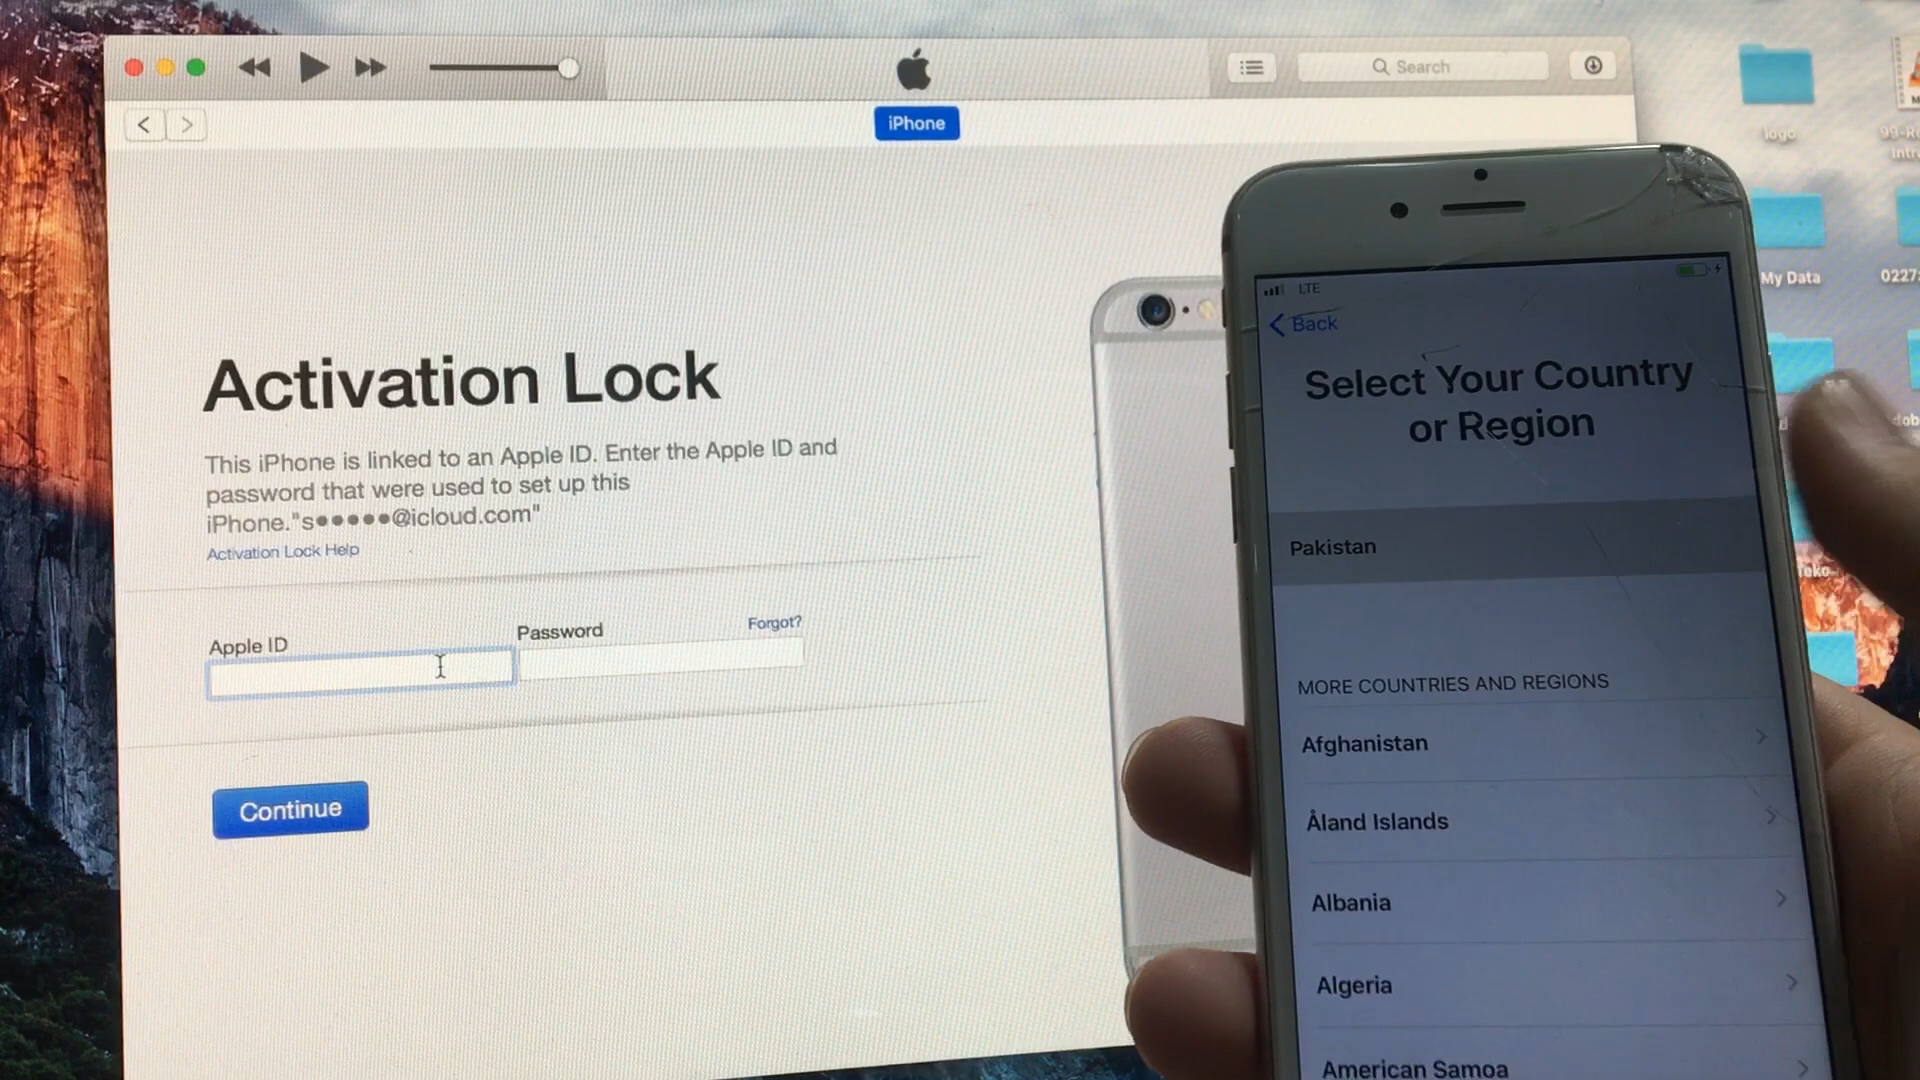 Search
iPhone
Activation Lock
This iPhone is linked to an Apple ID. Enter the Apple ID and
password that were used to set up this
iPhone."s●●●●●@icloud.com"
Activation Lock Help
Apple ID
Password
Forgot?
Continue
LTE
Back
Select Your Country
or Region
Pakistan
MORE COUNTRIES AND REGIONS
Afghanistan
Åland Islands
Albania
Algeria
American Samoa
logo
My Data